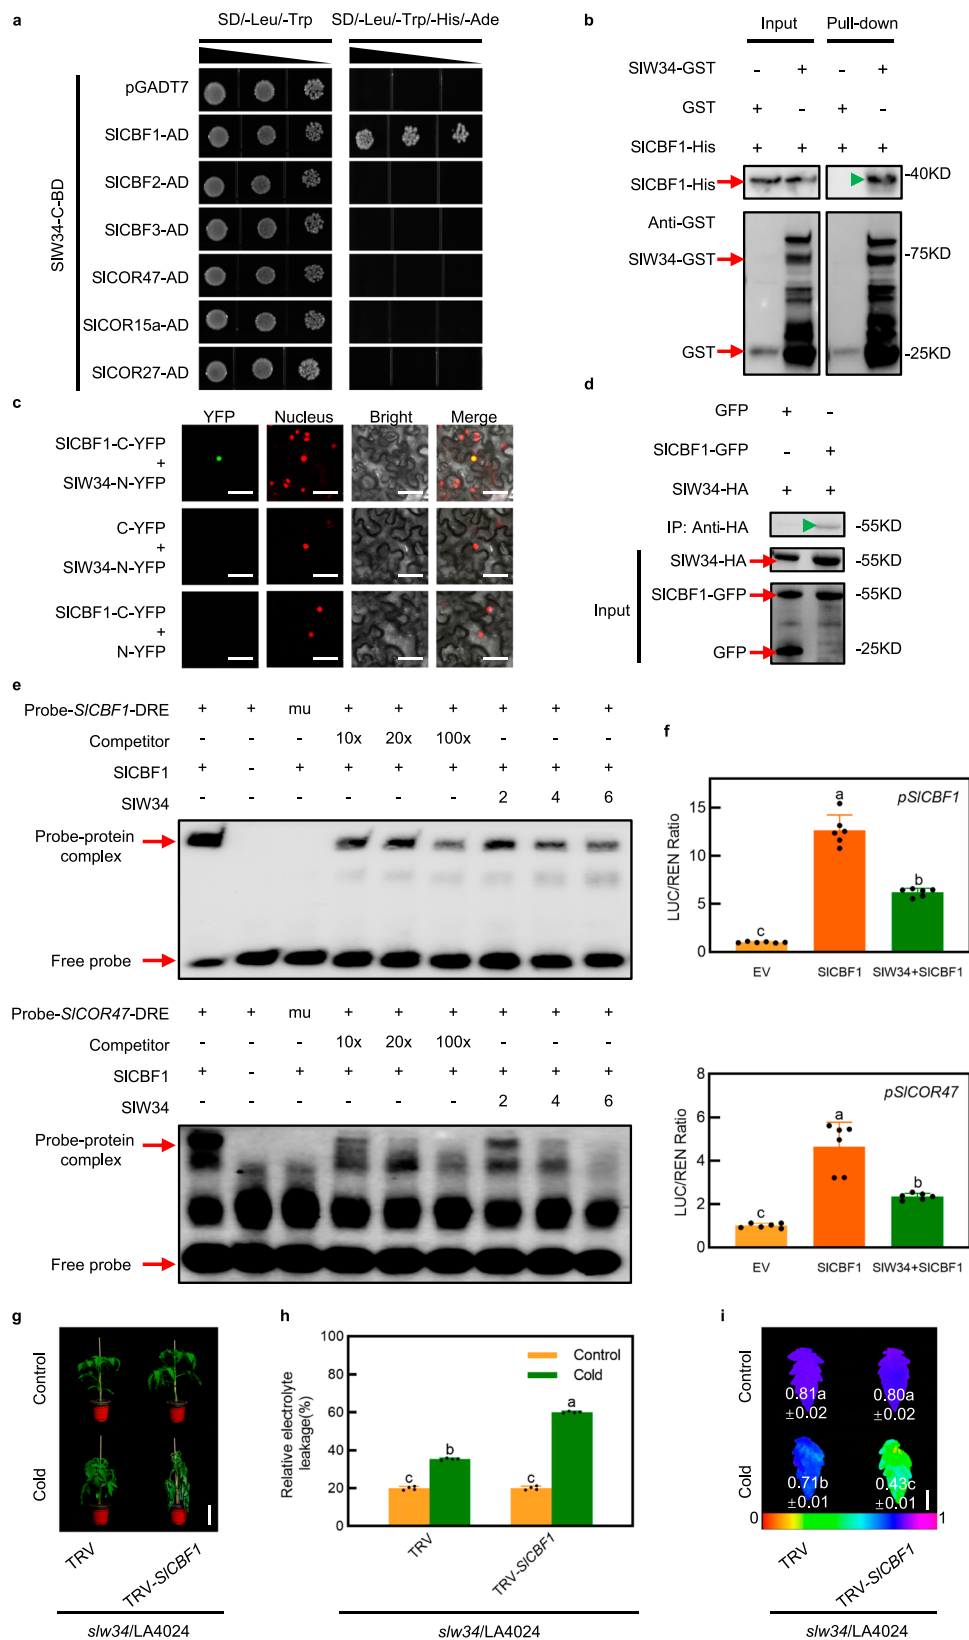 a
SD/-Leu/-Trp
SD/-Leu/-Trp/-His/-Ade
SlW34-C-BD
pGADT7
SlCBF1-AD
SlCBF2-AD
SlCBF3-AD
SlCOR47-AD
SlCOR15a-AD
SlCOR27-AD
b
Input
Pull-down
SlW34-GST - + - +
GST + - + -
SlCBF1-His + + + +
SlCBF1-His
-40KD
Anti-GST
SlW34-GST
-75KD
GST
-25KD
c
YFP Nucleus Bright Merge
SlCBF1-C-YFP
+
SlW34-N-YFP
C-YFP
+
SlW34-N-YFP
SlCBF1-C-YFP
+
N-YFP
d
GFP + -
SlCBF1-GFP - +
SlW34-HA + +
IP: Anti-HA
-55KD
Input
SlW34-HA
-55KD
SlCBF1-GFP
-55KD
GFP
-25KD
e
Probe-SlCBF1-DRE + + mu + + + + + +
Competitor - - - 10x 20x 100x - - -
SlCBF1 + - + + + + + + +
SlW34 - - - - - - 2 4 6
Probe-protein
complex
Free probe
Probe-SlCOR47-DRE + + mu + + + + + +
Competitor - - - 10x 20x 100x - - -
SlCBF1 + - + + + + + + +
SlW34 - - - - - - 2 4 6
Probe-protein
complex
Free probe
f
pSlCBF1
LUC/REN Ratio
15
10
5
0
c
a
b
EV SlCBF1 SlW34+SlCBF1
pSlCOR47
LUC/REN Ratio
8
6
4
2
0
c
a
b
EV SlCBF1 SlW34+SlCBF1
g
Control
Cold
TRV
TRV-SlCBF1
slw34/LA4024
h
Relative electrolyte
leakage(%)
100
80
60
40
20
0
Control
Cold
c
b
c
a
TRV
TRV-SlCBF1
slw34/LA4024
i
Control
Cold
0.81a
±0.02
0.80a
±0.02
0.71b
±0.01
0.43c
±0.01
0
1
TRV
TRV-SlCBF1
slw34/LA4024